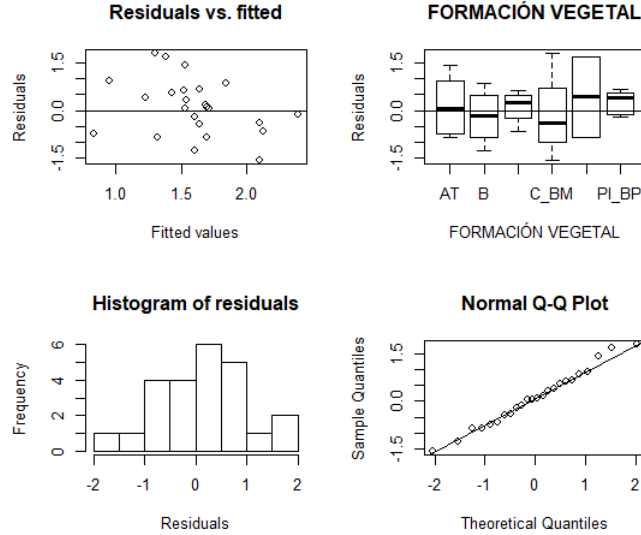 Residuals vs. fitted
Residuals
1.5
0.0
-1.5
1.0
1.5
2.0
Fitted values
FORMACIÓN VEGETAL
Residuals
1.5
0.0
-1.5
AT
B
C_BM
PI_BP
FORMACIÓN VEGETAL
Histogram of residuals
Frequency
6
4
2
0
-2
-1
0
1
2
Residuals
Normal Q-Q Plot
Sample Quantiles
1.5
0.0
-1.5
-2
-1
0
1
2
Theoretical Quantiles